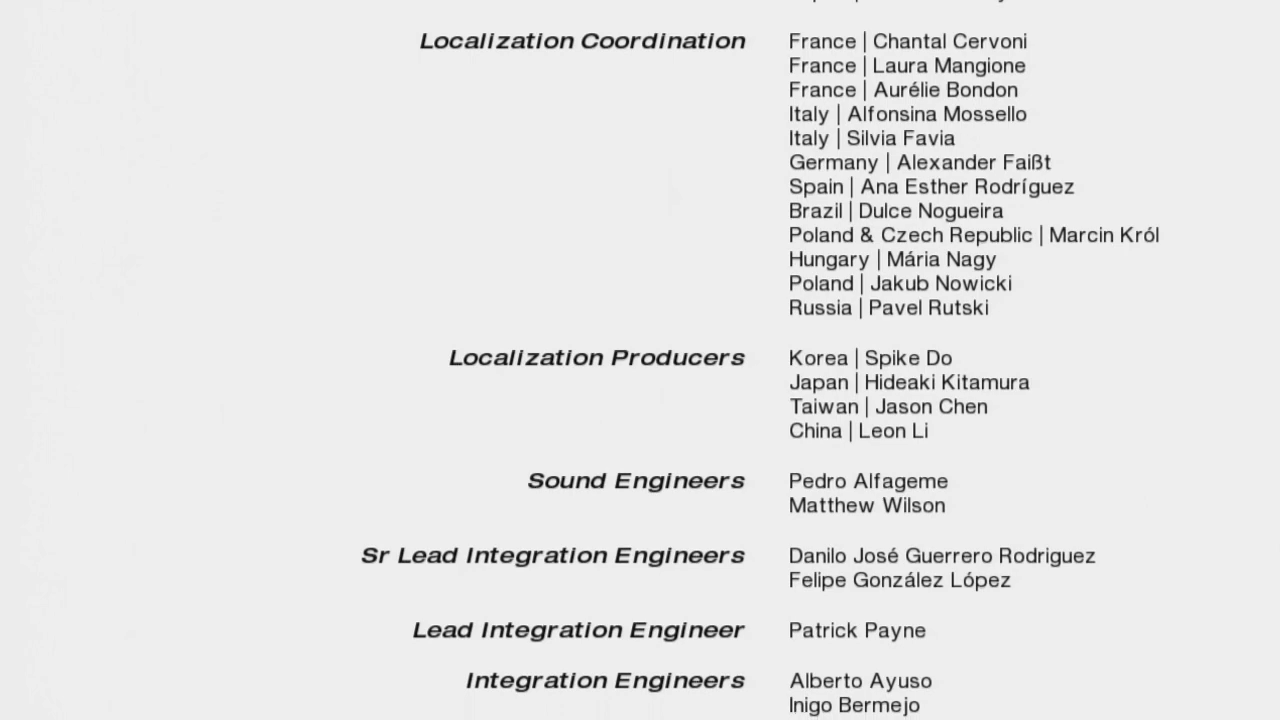 Localization Coordination France | Chantal Cervoni
France | Laura Mangione
France | Aurélie Bondon
Italy | Alfonsina Mossello
Italy | Silvia Favia
Germany | Alexander Faißt
Spain | Ana Esther Rodríguez
Brazil | Dulce Nogueira
Poland & Czech Republic | Marcin Król
Hungary | Mária Nagy
Poland | Jakub Nowicki
Russia | Pavel Rutski
Localization Producers Korea | Spike Do
Japan | Hideaki Kitamura
Taiwan | Jason Chen
China | Leon Li
Sound Engineers Pedro Alfageme
Matthew Wilson
Sr Lead Integration Engineers Danilo José Guerrero Rodriguez
Felipe González López
Lead Integration Engineer Patrick Payne
Integration Engineers Alberto Ayuso
Inigo Bermejo